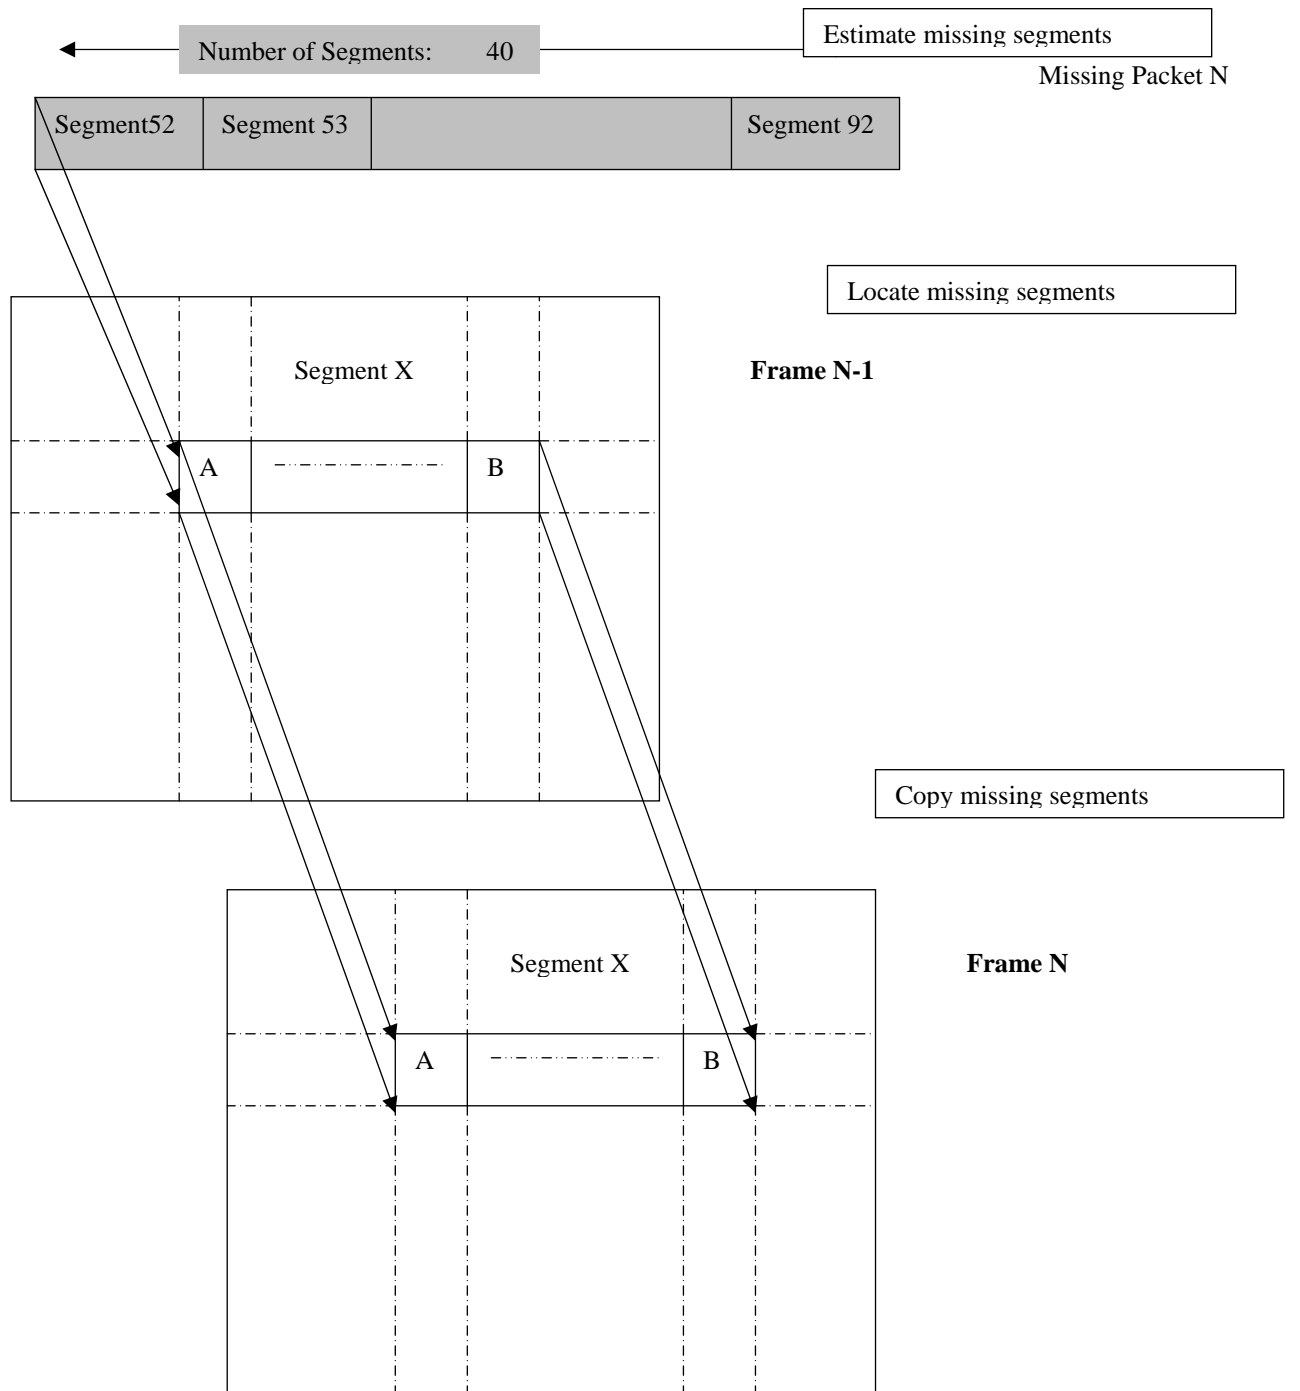 Estimate missing segments
Number of Segments: 40
Missing Packet N
Segment52 Segment 53 Segment 92
Locate missing segments
Segment X
Frame N-1
A B
Copy missing segments
Segment X
Frame N
A B